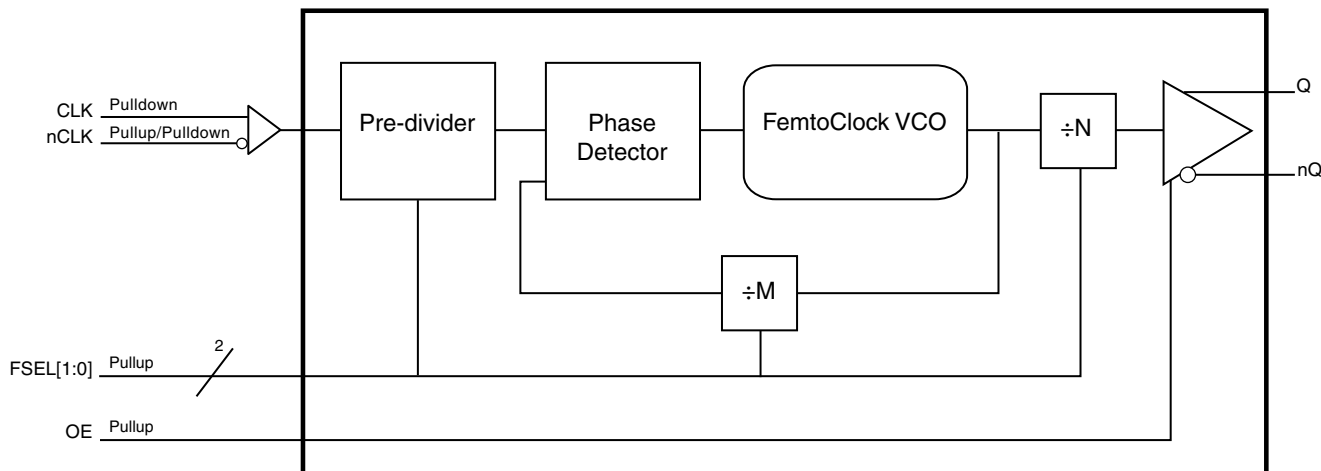 CLK Pulldown
nCLK Pullup/Pulldown
Pre-divider
Phase
Detector
FemtoClock VCO
÷N
Q
nQ
÷M
FSEL[1:0] Pullup
2
OE Pullup